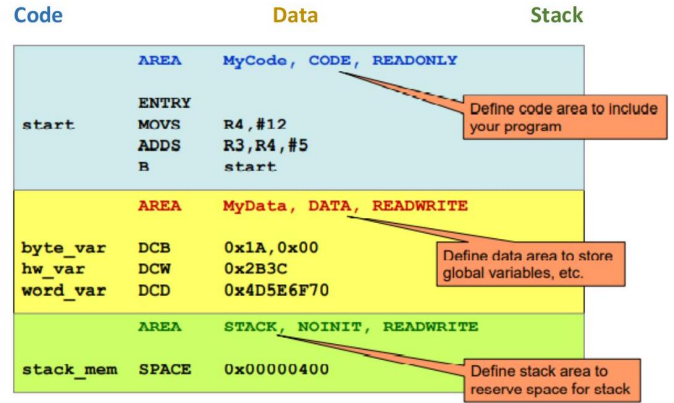 Code Data Stack
AREA MyCode, CODE, READONLY
ENTRY
start MOVS R4,#12
ADDS R3,R4,#5
B start
Define code area to include
your program
AREA MyData, DATA, READWRITE
byte_var DCB 0x1A,0x00
hw_var DCW 0x2B3C
word_var DCD 0x4D5E6F70
Define data area to store
global variables, etc.
AREA STACK, NOINIT, READWRITE
stack_mem SPACE 0x00000400
Define stack area to
reserve space for stack